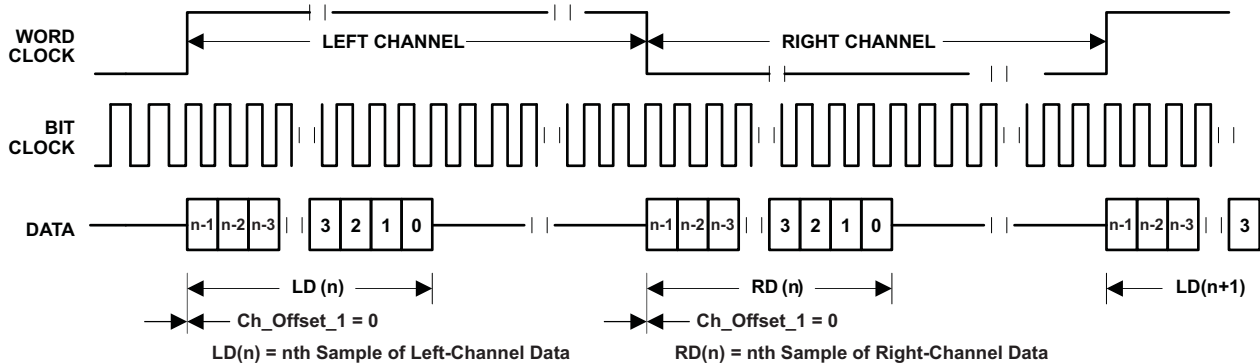 WORD
CLOCK
LEFT CHANNEL
RIGHT CHANNEL
BIT
CLOCK
DATA
n-1 n-2 n-3 3 2 1 0
n-1 n-2 n-3 3 2 1 0
n-1 n-2 n-3 3
LD (n)
RD (n)
LD(n+1)
Ch_Offset_1 = 0
Ch_Offset_1 = 0
LD(n) = nth Sample of Left-Channel Data
RD(n) = nth Sample of Right-Channel Data